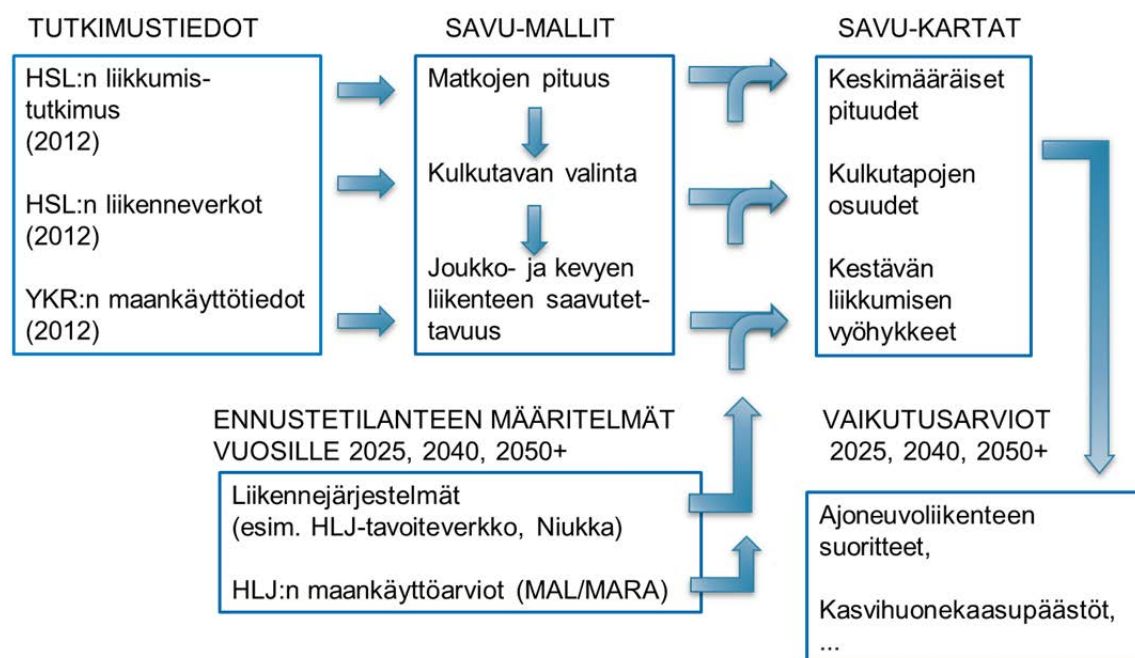 TUTKIMUSTIEDOT
HSL:n liikkumis-
tutkimus
(2012)
HSL:n liikenneverkot
(2012)
YKR:n maankäyttötiedot
(2012)
SAVU-MALLIT
Matkojen pituus
Kulkutavan valinta
Joukko- ja kevyen
liikenteen saavutet-
tavuus
SAVU-KARTAT
Keskimääräiset
pituudet
Kulkutapojen
osuudet
Kestävän
liikkumisen
vyöhykkeet
ENNUSTETILANTEEN MÄÄRITELMÄT
VUOSILLE 2025, 2040, 2050+
Liikennejärjestelmät
(esim. HLJ-tavoiteverkko, Niukka)
HLJ:n maankäyttöarviot (MAL/MARA)
VAIKUTUSARVIOT
2025, 2040, 2050+
Ajoneuvoliikenteen
suoritteet,
Kasvihuonekaasupäästöt,
...